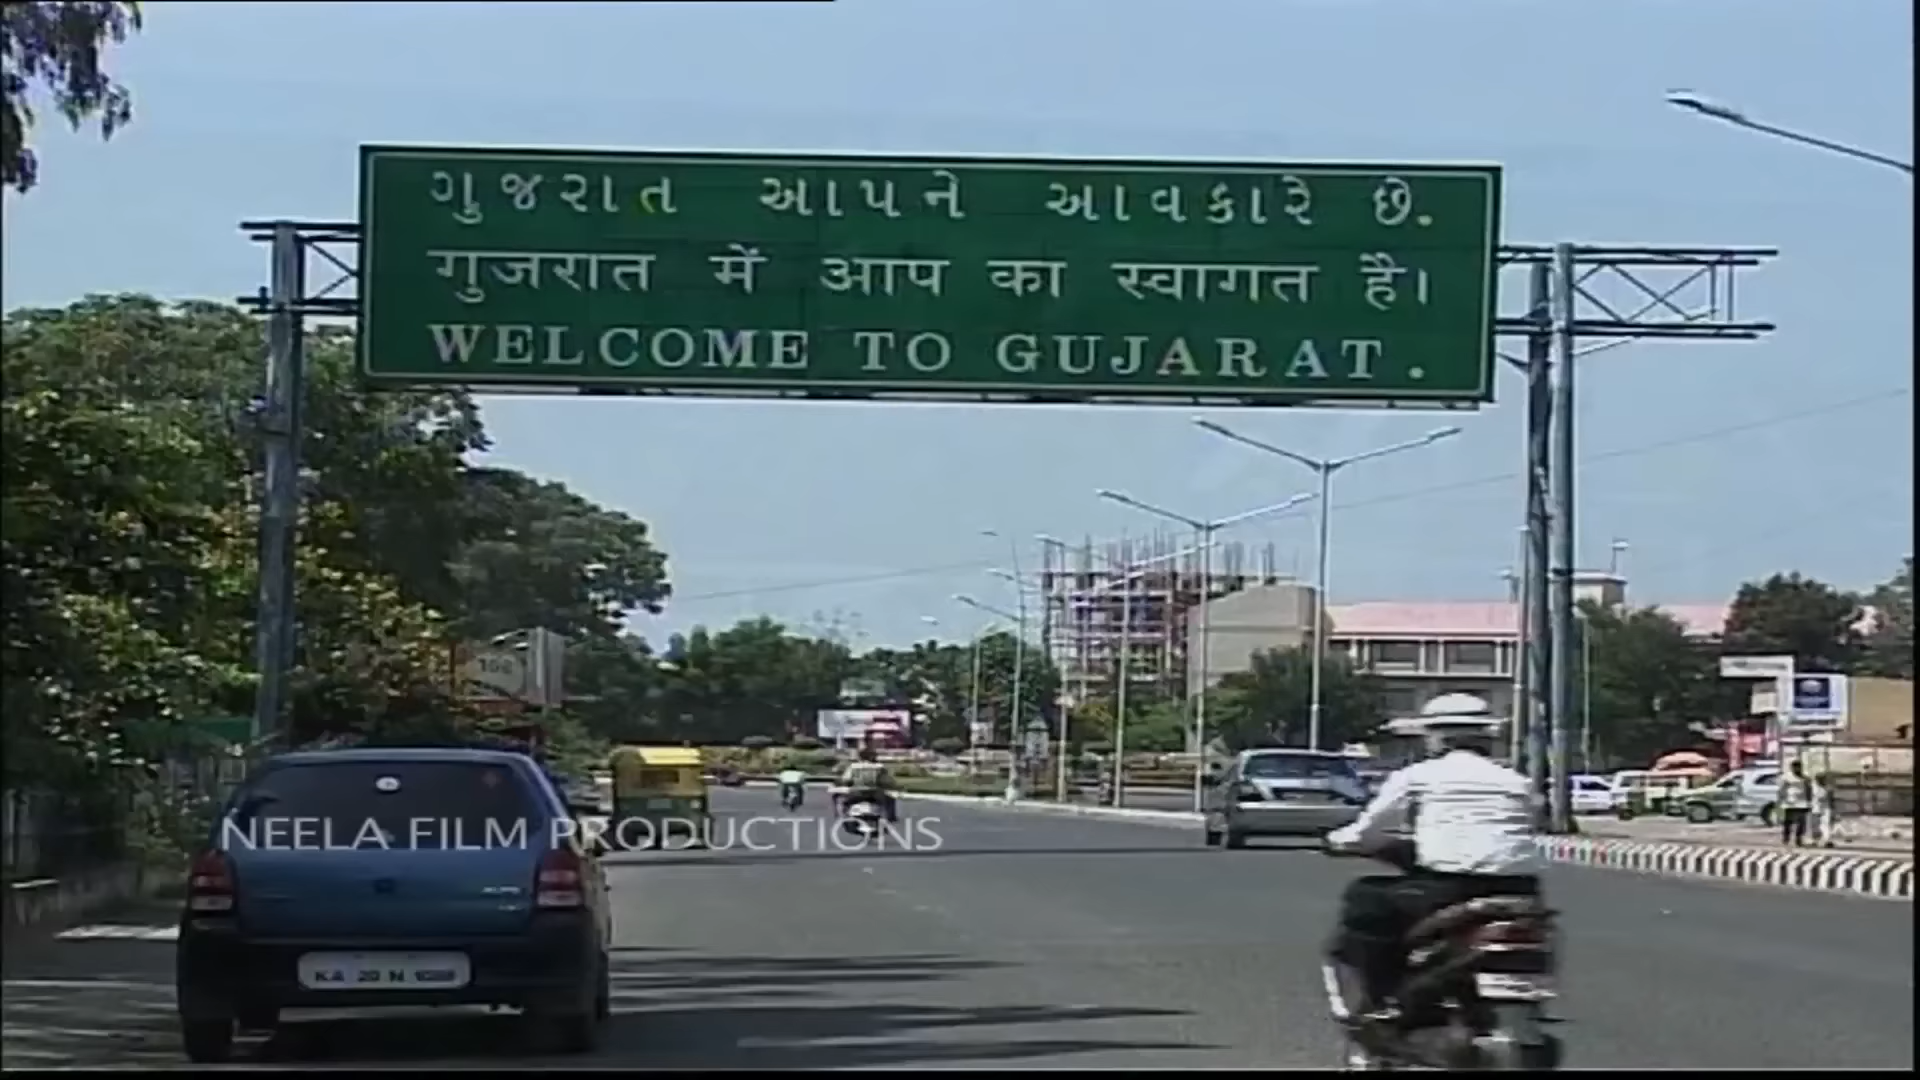 ગુજરાત આપને આવકારે છે.
गुजरात में आप का स्वागत है।
WELCOME TO GUJARAT.
NEELA FILM PRODUCTIONS